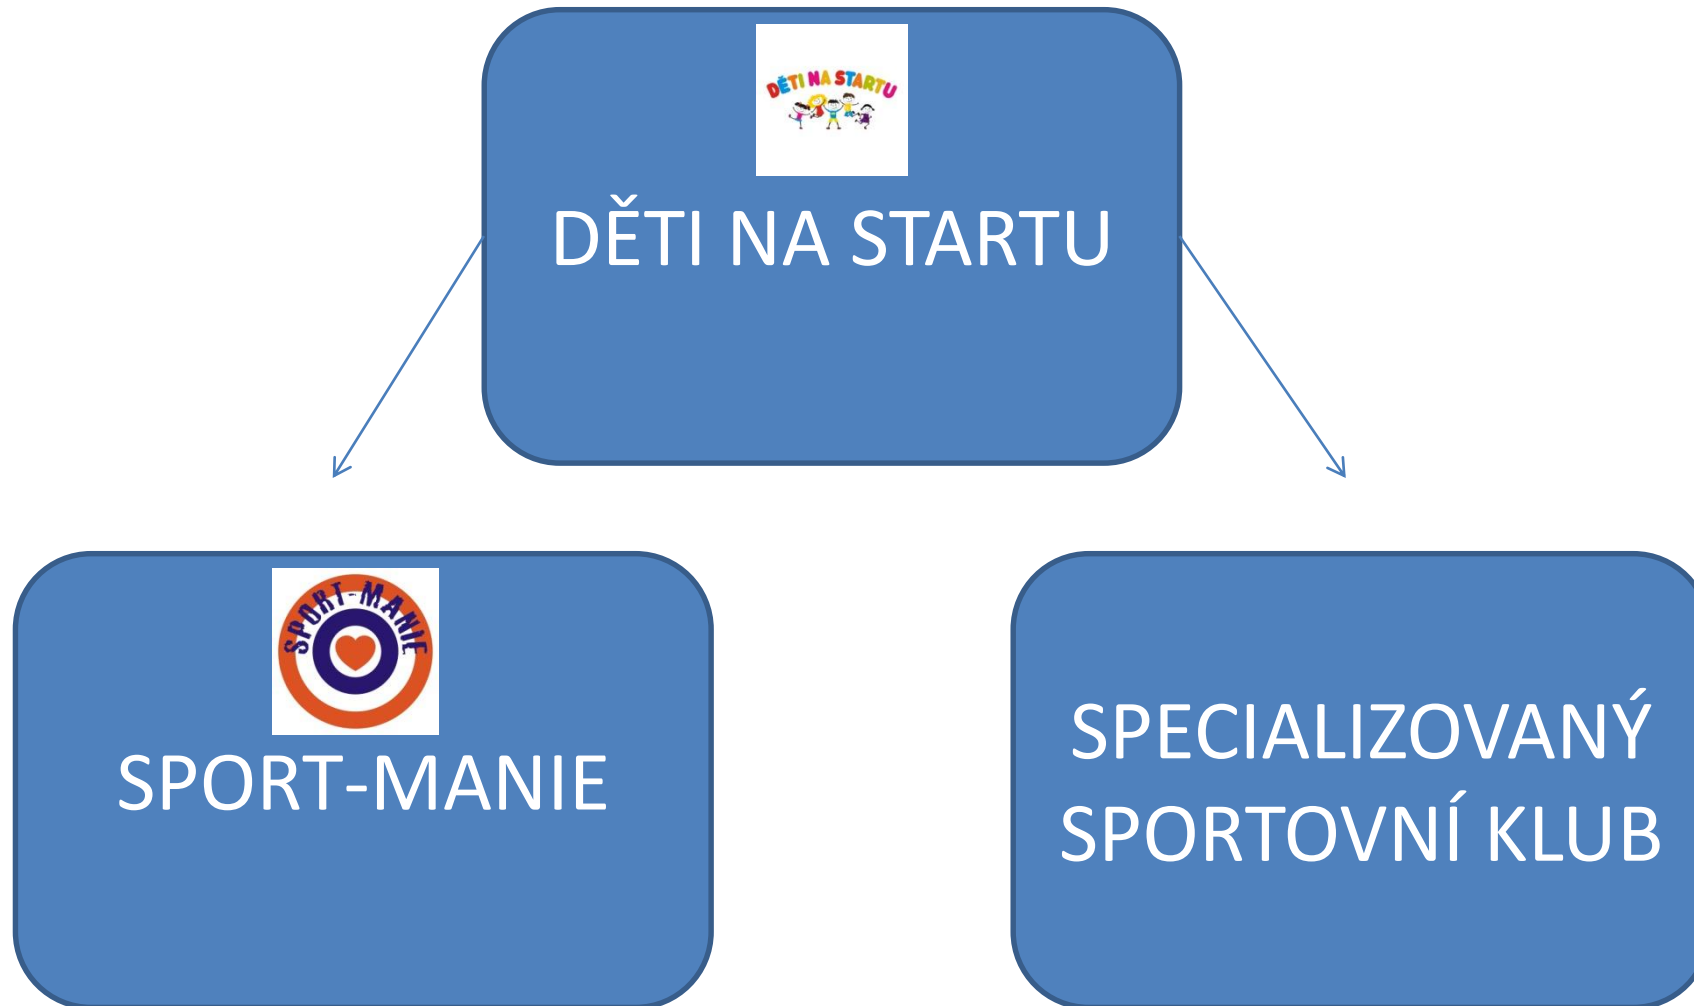 DĚTI NA STARTU
DĚTI NA STARTU
SPORT-MANIE
SPORT-MANIE
SPECIALIZOVANÝ
SPORTOVNÍ KLUB